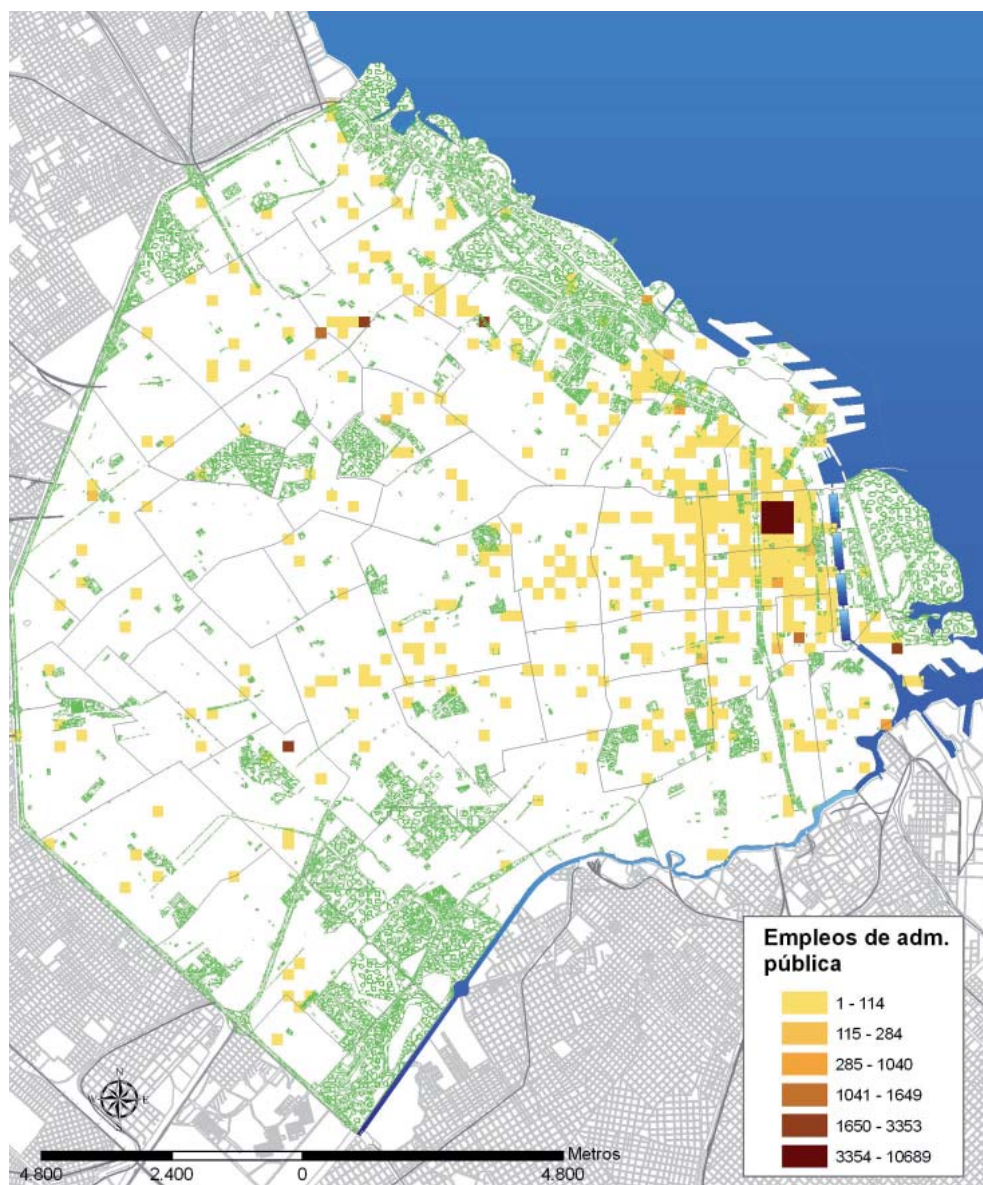 Empleos de adm.
pública
1 - 114
115 - 284
285 - 1040
1041 - 1649
1650 - 3353
3354 - 10689
N
W E
S
Metros
4.800 2.400 0 4.800